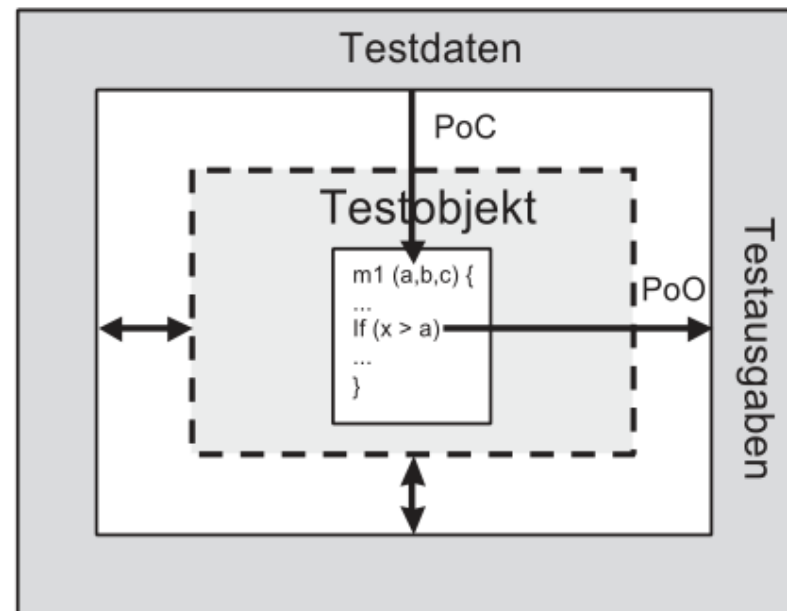 Testdaten
PoC
Testobjekt
m1 (a,b,c) {
...
If (x > a)
...
}
PoO
Testausgaben